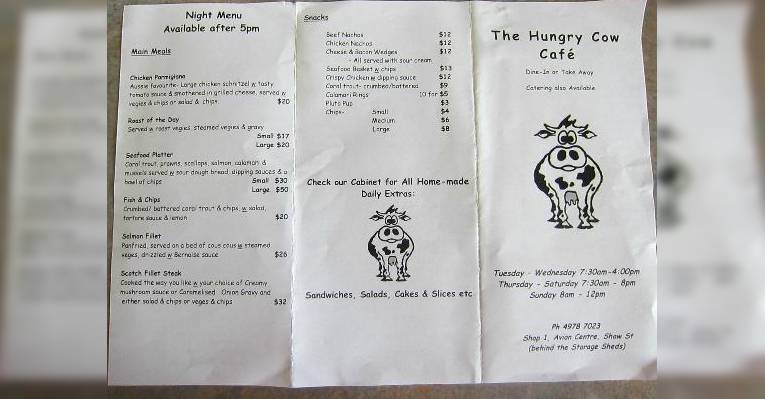 Night Menu
Available after 5pm
Main Meals
Chicken Parmigiana
Aussie favourite- Large chicken schnitzel w tasty
tomato sauce & smothered in grilled cheese, served w
vegies & chips or salad & chips. $20
Roast of the Day
Served w roast vegies, steamed vegies & gravy
Small $17
Large $20
Seafood Platter
Coral trout, prawns, scallops, salmon, calamari &
mussels served w sour dough bread, dipping sauces & a
bowl of chips Small $30
Large $50
Fish & Chips
Crumbed/ battered coral trout & chips, w salad,
tartare sauce & lemon $20
Salmon Fillet
Panfried, served on a bed of cous cous w steamed
veges, drizzled w Bernaise sauce $26
Scotch Fillet Steak
Cooked the way you like w your choice of Creamy
mushroom sauce or Caramelised Onion Gravy and
either salad & chips or veges & chips $32
Snacks
Beef Nachos $12
Chicken Nachos $12
Cheese & Bacon Wedges $12
- All served with sour cream
Seafood Basket w chips $13
Crispy Chicken w dipping sauce $12
Coral trout- crumbed/battered $9
Calamari Rings 10 for $5
Pluto Pup $3
Chips- Small $4
Medium $6
Large $8
Check our Cabinet for All Home-made
Daily Extras:
Sandwiches, Salads, Cakes & Slices etc
The Hungry Cow
Café
Dine-In or Take Away
Catering also Available
Tuesday - Wednesday 7:30am-4:00pm
Thursday - Saturday 7:30am - 8pm
Sunday 8am - 12pm
Ph 4978 7023
Shop 1, Avion Centre, Shaw St
(behind the Storage Sheds)